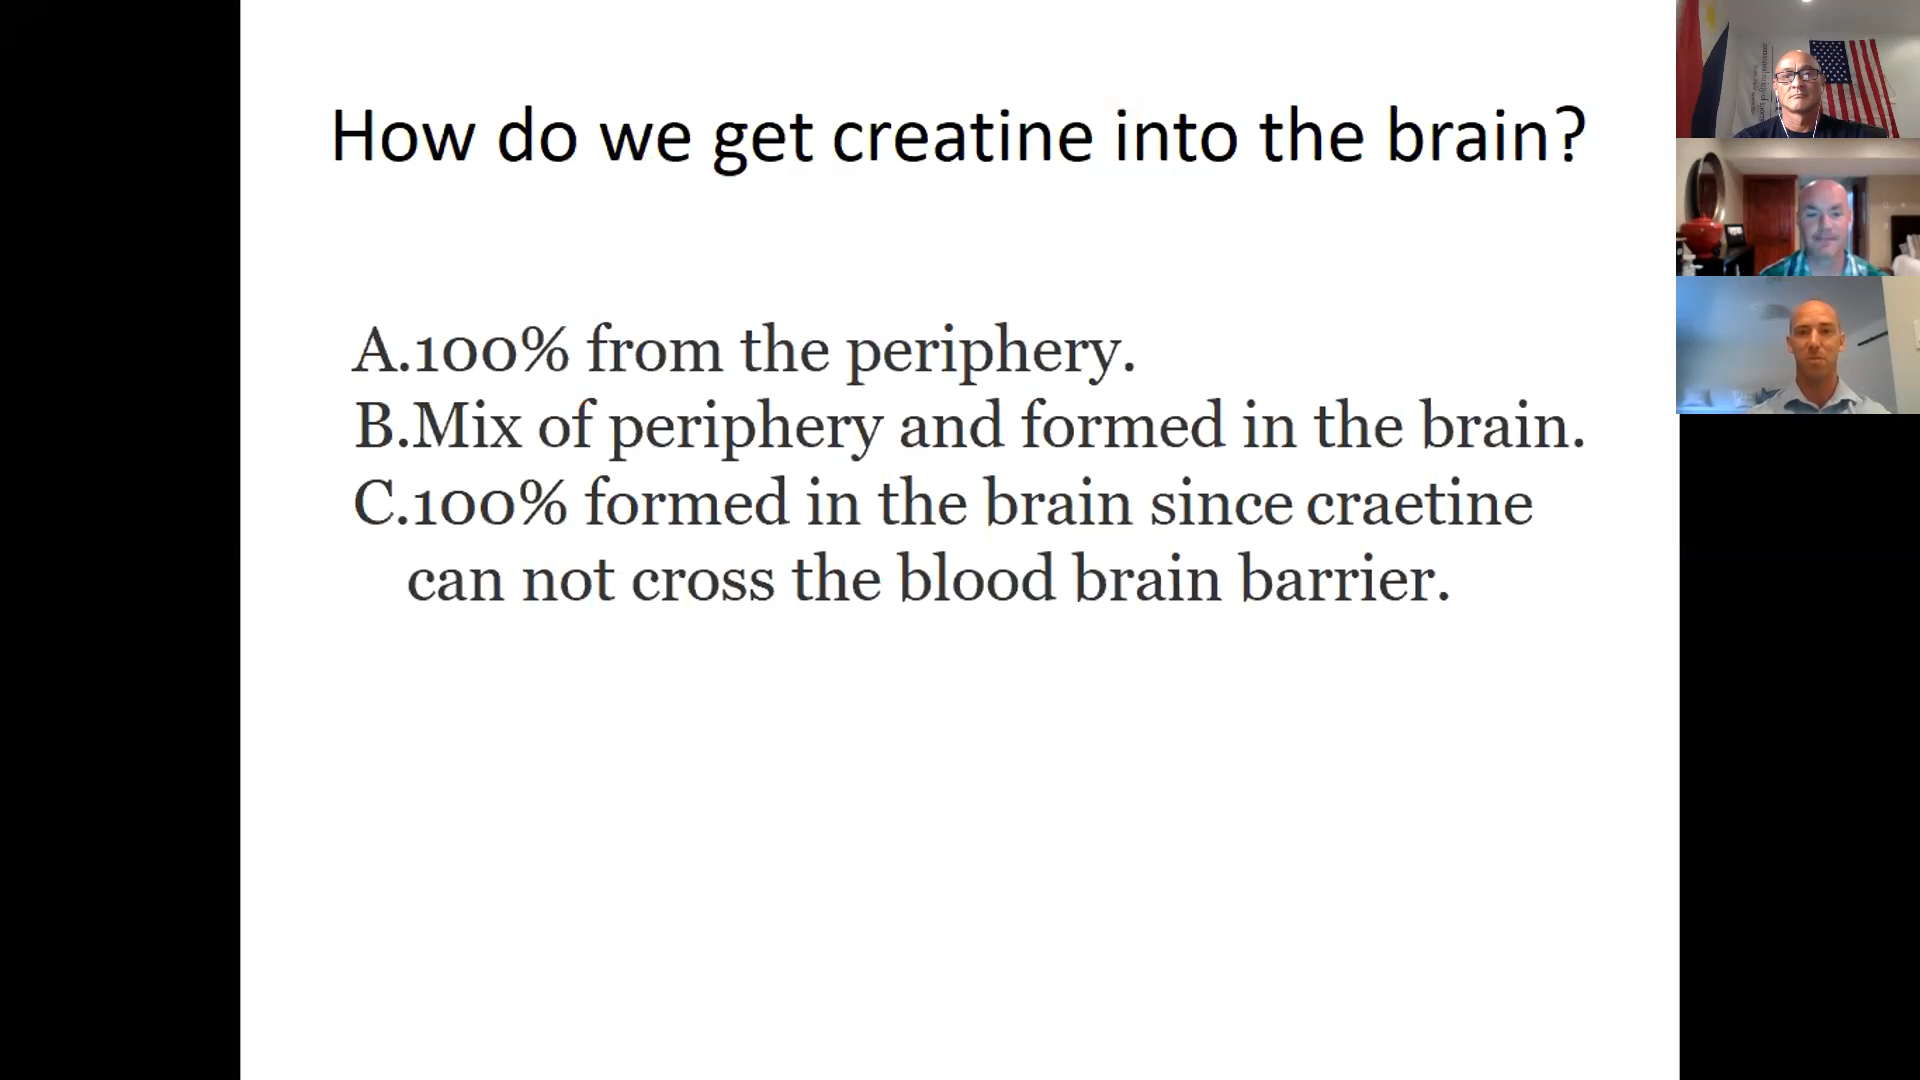 How do we get creatine into the brain?
A.100% from the periphery.
B.Mix of periphery and formed in the brain.
C.100% formed in the brain since craetine
can not cross the blood brain barrier.